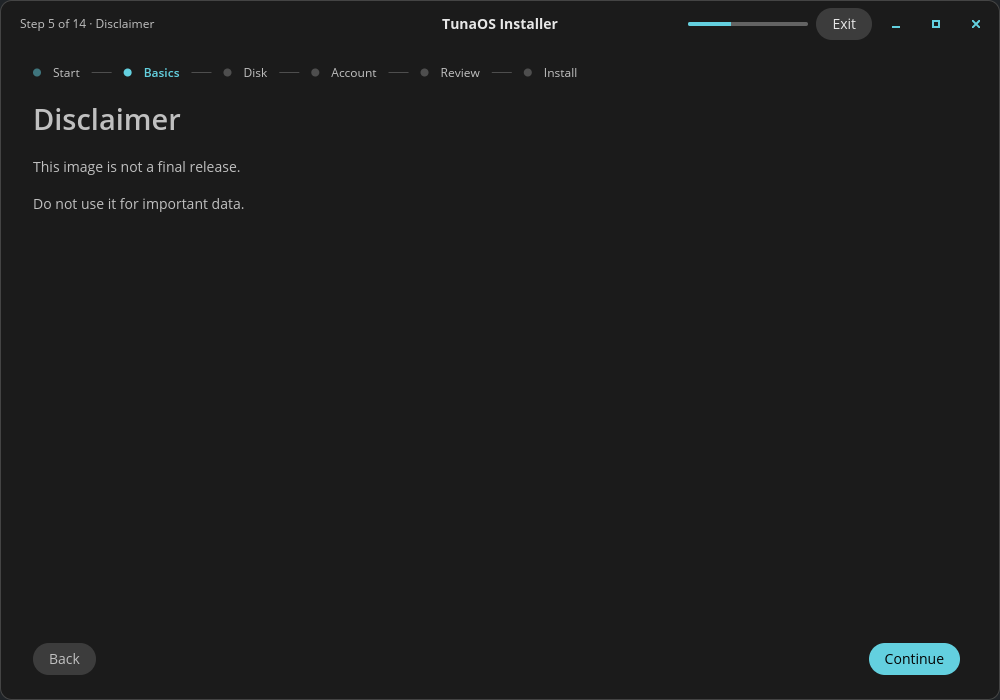 Step 5 of 14 · Disclaimer
TunaOS Installer
Exit
Start
Basics
Disk
Account
Review
Install
Disclaimer
This image is not a final release.
Do not use it for important data.
Back
Continue